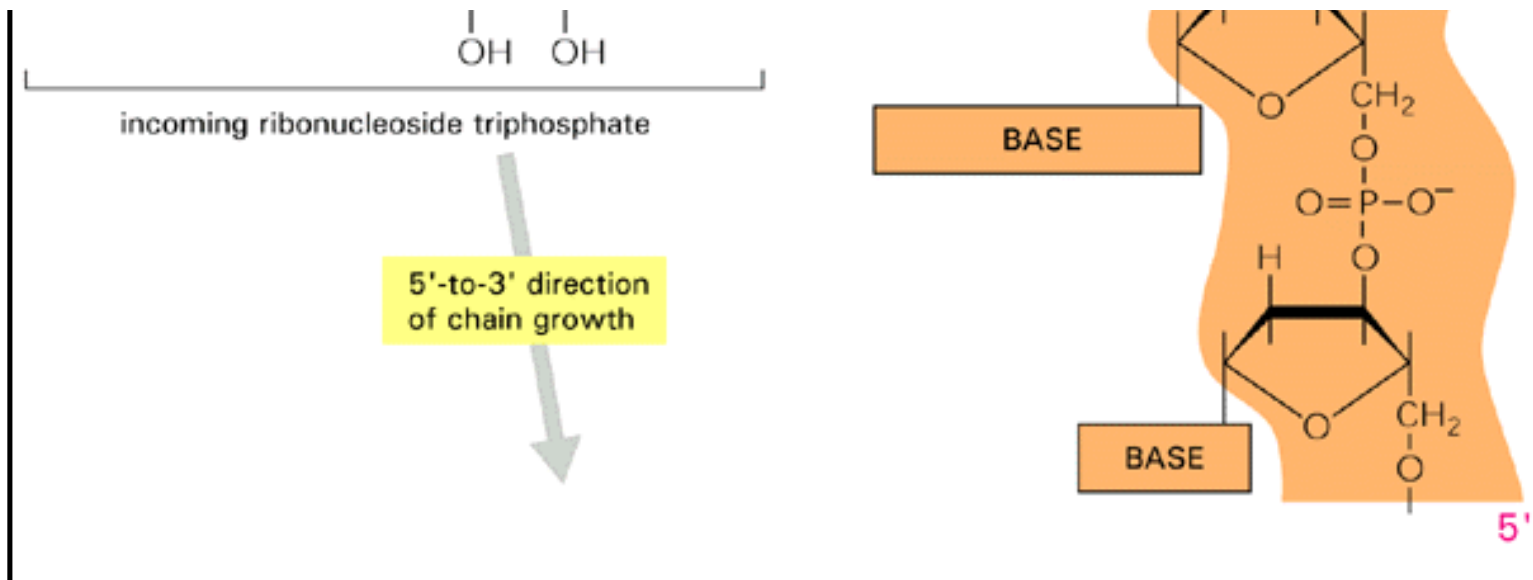 OH OH
incoming ribonucleoside triphosphate
5'-to-3' direction
of chain growth
O
CH₂
BASE
O
O=P–O⁻
H
O
O
CH₂
BASE
O
5'